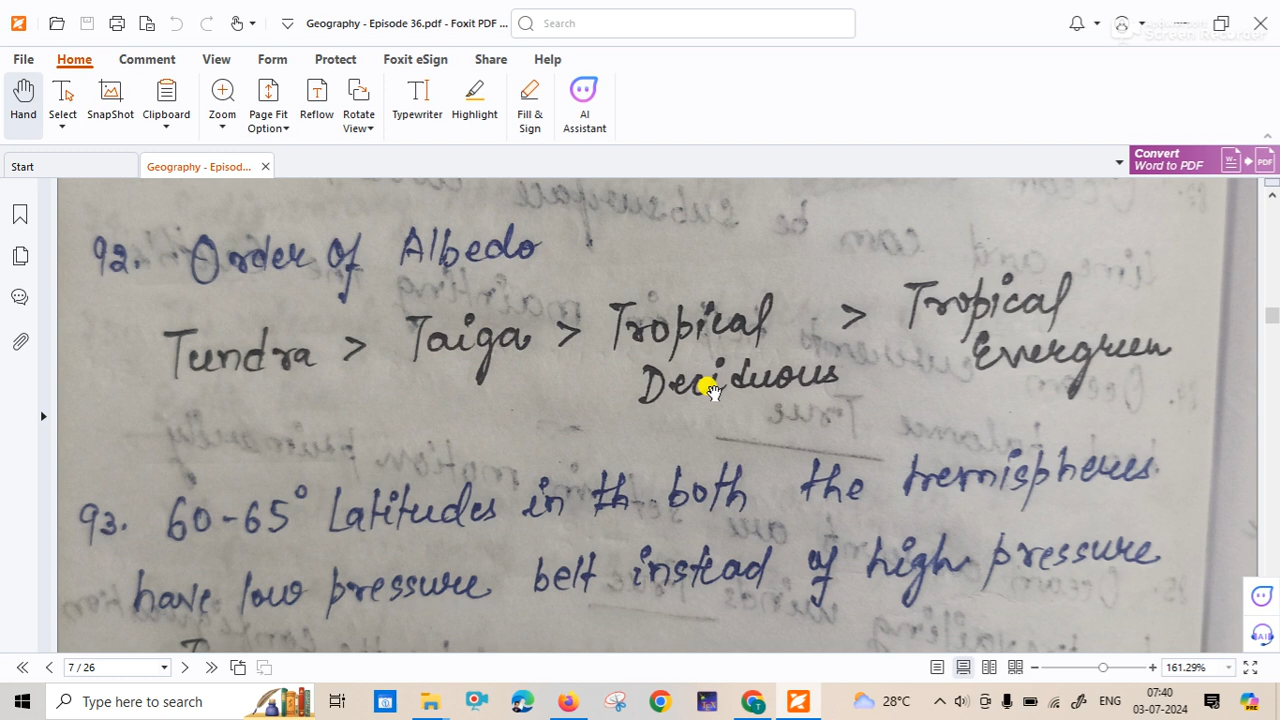 Geography - Episode 36.pdf - Foxit PDF ...
Search
Screen Recorder
File Home Comment View Form Protect Foxit eSign Share Help
Hand Select SnapShot Clipboard Zoom Page Fit Option Reflow Rotate View Typewriter Highlight Fill & Sign AI Assistant
Start
Geography - Episod...
Convert Word to PDF
92. Order of Albedo
Tundra > Taiga > Tropical > Tropical
Deciduous Evergreen
93. 60-65° Latitudes in th both the hemispheres
have low pressure belt instead of high pressure
7 / 26
161.29%
Type here to search
28°C
ENG
07:40
03-07-2024